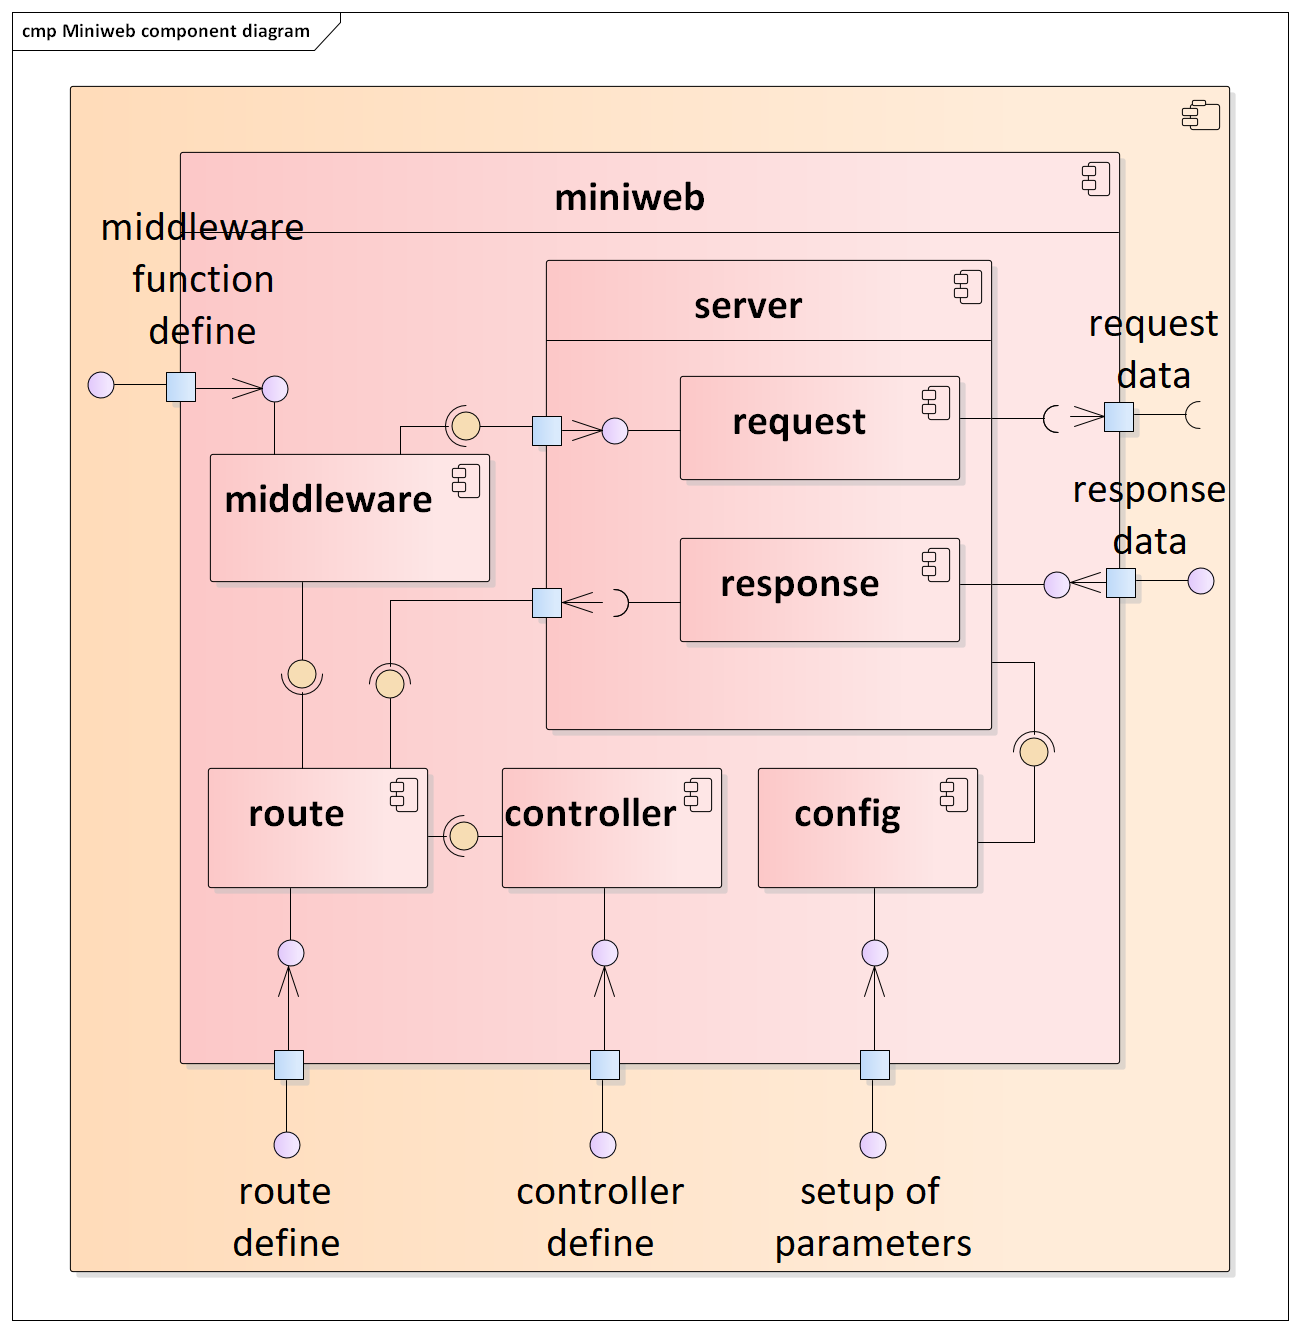 cmp Miniweb component diagram
miniweb
middleware
function
define
server
request
data
request
middleware
response
data
response
route
controller
config
route
define
controller
define
setup of
parameters